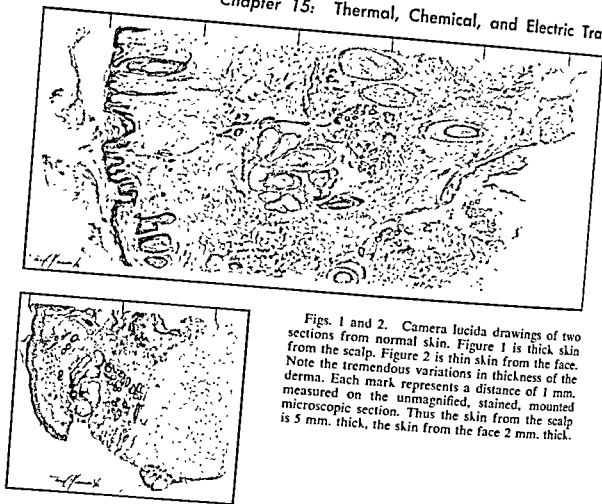 Chapter 15: Thermal, Chemical, and Electric Tra
Figs. 1 and 2. Camera lucida drawings of two
sections from normal skin. Figure 1 is thick skin
from the scalp. Figure 2 is thin skin from the face.
Note the tremendous variations in thickness of the
derma. Each mark represents a distance of 1 mm.
measured on the unmagnified, stained, mounted
microscopic section. Thus the skin from the scalp
is 5 mm. thick, the skin from the face 2 mm. thick.